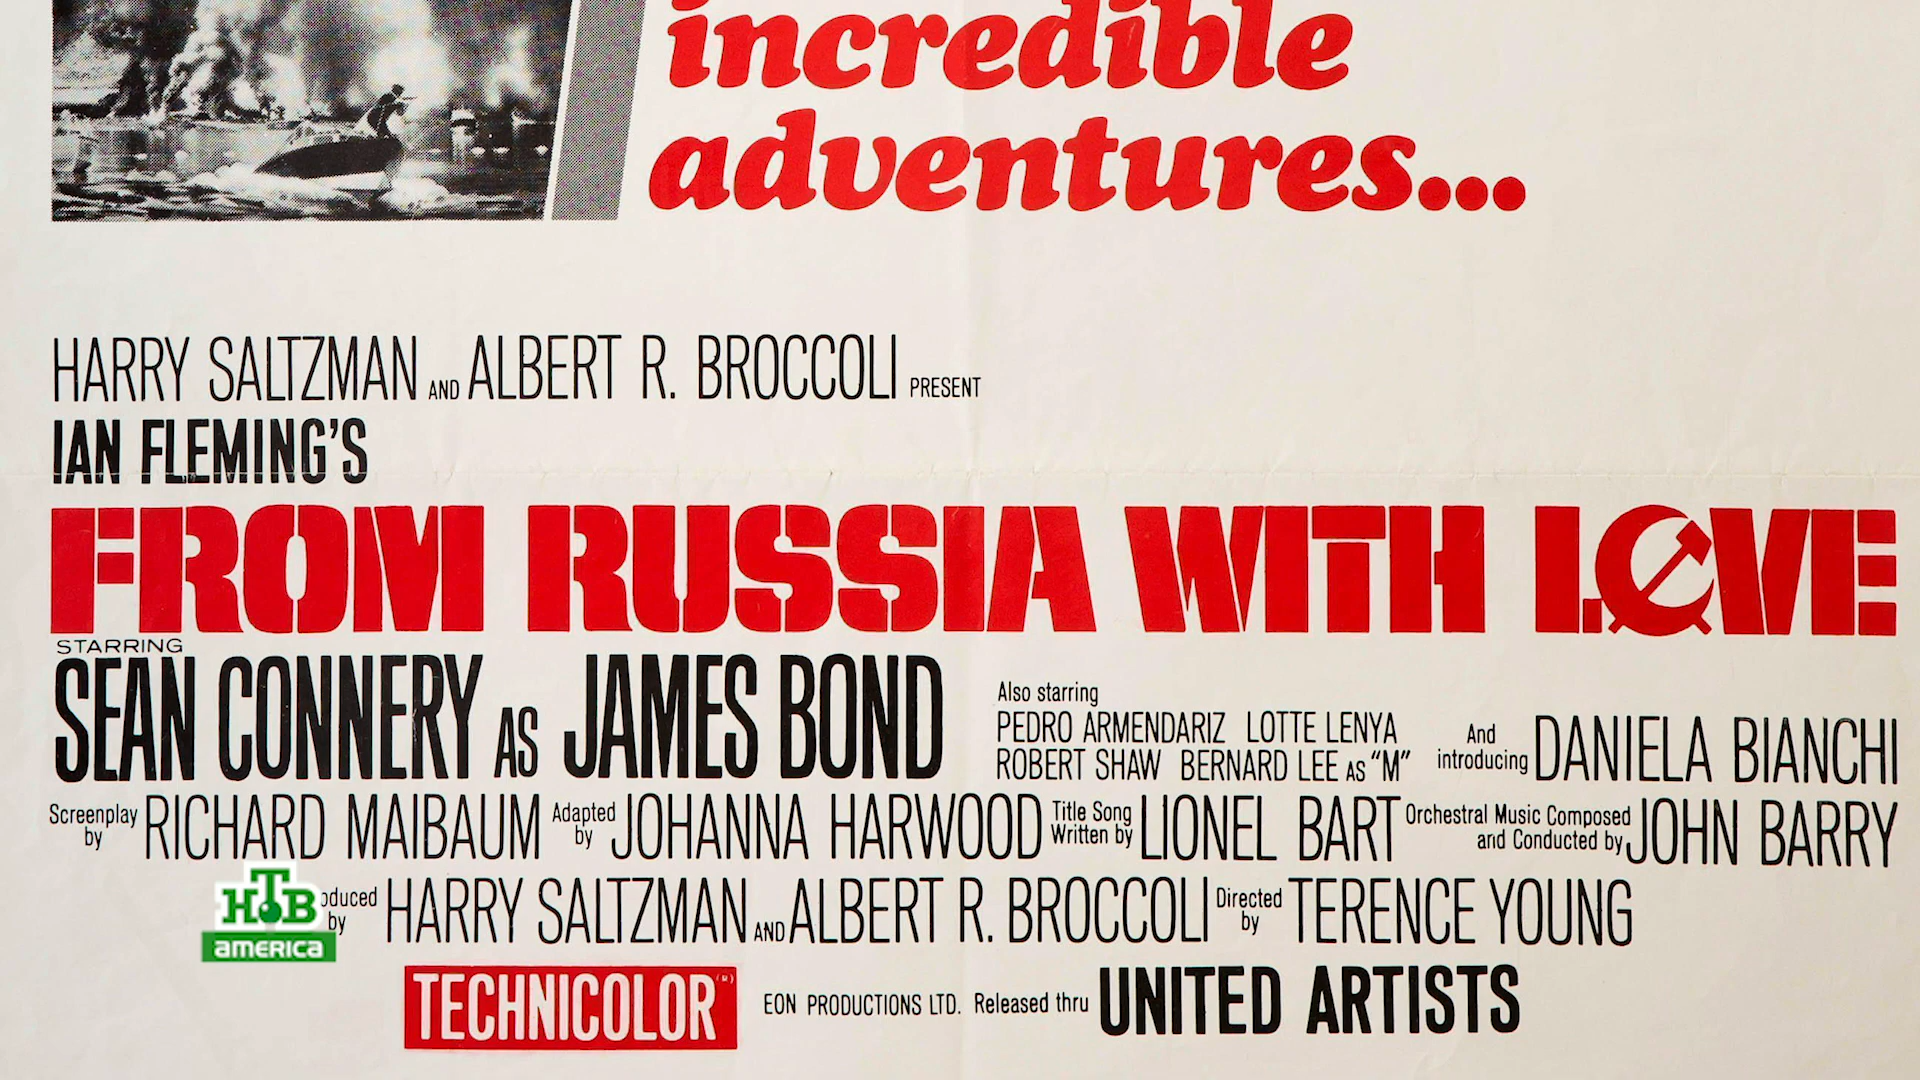 incredible
adventures...
HARRY SALTZMAN AND ALBERT R. BROCCOLI PRESENT
IAN FLEMING'S
FROM RUSSIA WITH LOVE
STARRING
SEAN CONNERY AS JAMES BOND
Also starring
PEDRO ARMENDARIZ LOTTE LENYA
ROBERT SHAW BERNARD LEE AS "M"
And
introducing DANIELA BIANCHI
Screenplay
by RICHARD MAIBAUM
Adapted
by JOHANNA HARWOOD
Title Song
Written by LIONEL BART
Orchestral Music Composed
and Conducted by JOHN BARRY
oduced
by HARRY SALTZMAN AND ALBERT R. BROCCOLI
Directed
by TERENCE YOUNG
TECHNICOLOR (R)
EON PRODUCTIONS LTD. Released thru UNITED ARTISTS
НТВ
america